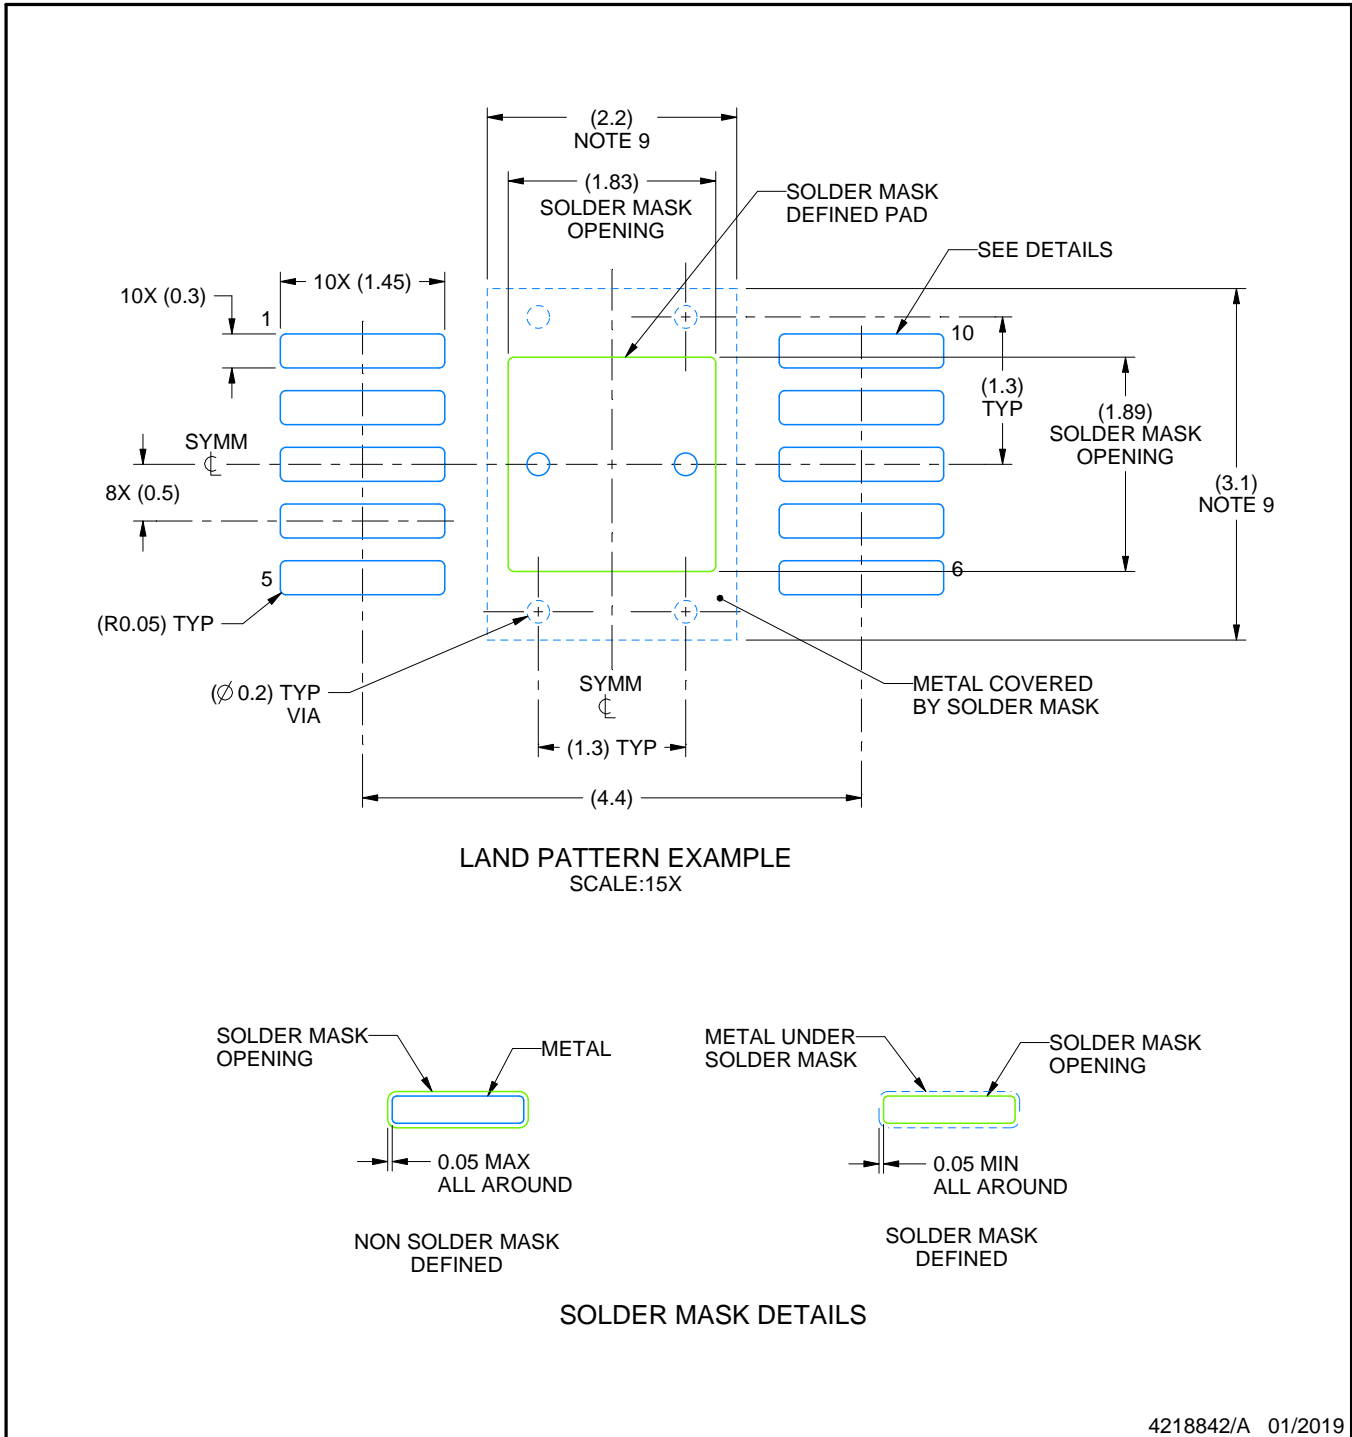 (2.2)
NOTE 9
(1.83)
SOLDER MASK
OPENING
SOLDER MASK
DEFINED PAD
SEE DETAILS
10X (1.45)
10X (0.3)
1
10
(1.3)
TYP
(1.89)
SOLDER MASK
OPENING
SYMM
℄
(3.1)
NOTE 9
8X (0.5)
5
6
(R0.05) TYP
(Ø 0.2) TYP
VIA
SYMM
℄
METAL COVERED
BY SOLDER MASK
(1.3) TYP
(4.4)
LAND PATTERN EXAMPLE
SCALE:15X
SOLDER MASK
OPENING
METAL
METAL UNDER
SOLDER MASK
SOLDER MASK
OPENING
0.05 MAX
ALL AROUND
0.05 MIN
ALL AROUND
NON SOLDER MASK
DEFINED
SOLDER MASK
DEFINED
SOLDER MASK DETAILS
4218842/A 01/2019